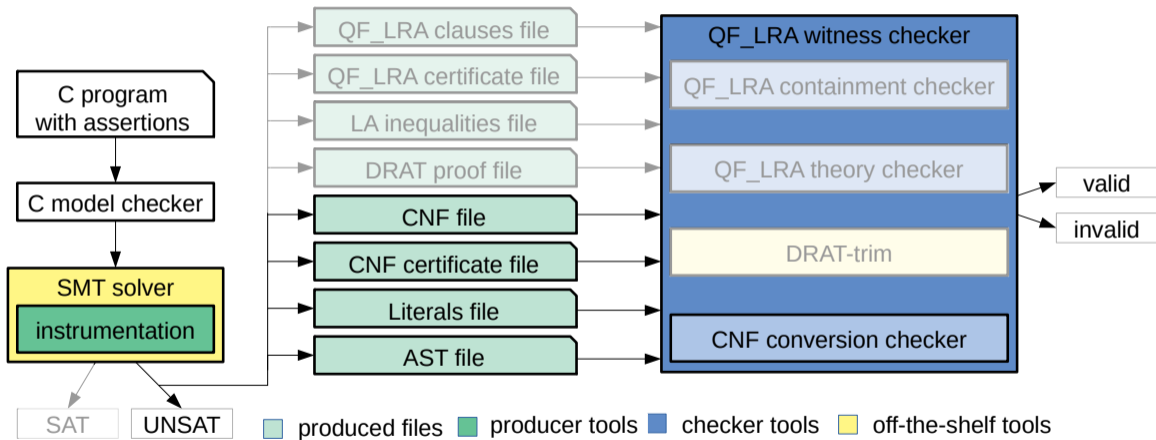 C program
with assertions
C model checker
SMT solver
instrumentation
SAT
UNSAT
QF_LRA clauses file
QF_LRA certificate file
LA inequalities file
DRAT proof file
CNF file
CNF certificate file
Literals file
AST file
QF_LRA witness checker
QF_LRA containment checker
QF_LRA theory checker
DRAT-trim
CNF conversion checker
valid
invalid
produced files
producer tools
checker tools
off-the-shelf tools